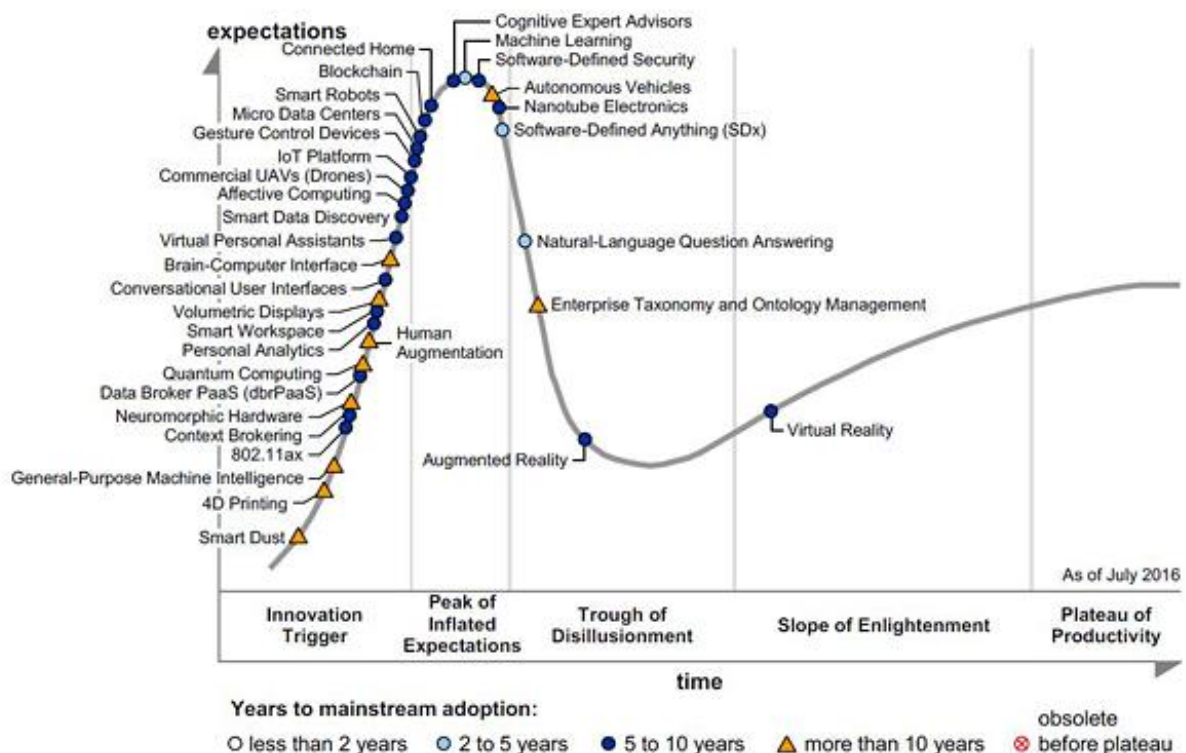 expectations
Cognitive Expert Advisors
Machine Learning
Software-Defined Security
Connected Home
Blockchain
Autonomous Vehicles
Smart Robots
Nanotube Electronics
Micro Data Centers
Gesture Control Devices
Software-Defined Anything (SDx)
IoT Platform
Commercial UAVs (Drones)
Affective Computing
Smart Data Discovery
Virtual Personal Assistants
Natural-Language Question Answering
Brain-Computer Interface
Conversational User Interfaces
Volumetric Displays
Enterprise Taxonomy and Ontology Management
Smart Workspace
Personal Analytics
Human
Augmentation
Quantum Computing
Data Broker PaaS (dbrPaaS)
Neuromorphic Hardware
Context Brokering
802.11ax
Virtual Reality
Augmented Reality
General-Purpose Machine Intelligence
4D Printing
Smart Dust
As of July 2016
Innovation
Trigger
Peak of
Inflated
Expectations
Trough of
Disillusionment
Slope of Enlightenment
Plateau of
Productivity
time
Years to mainstream adoption:
less than 2 years
2 to 5 years
5 to 10 years
more than 10 years
obsolete
before plateau